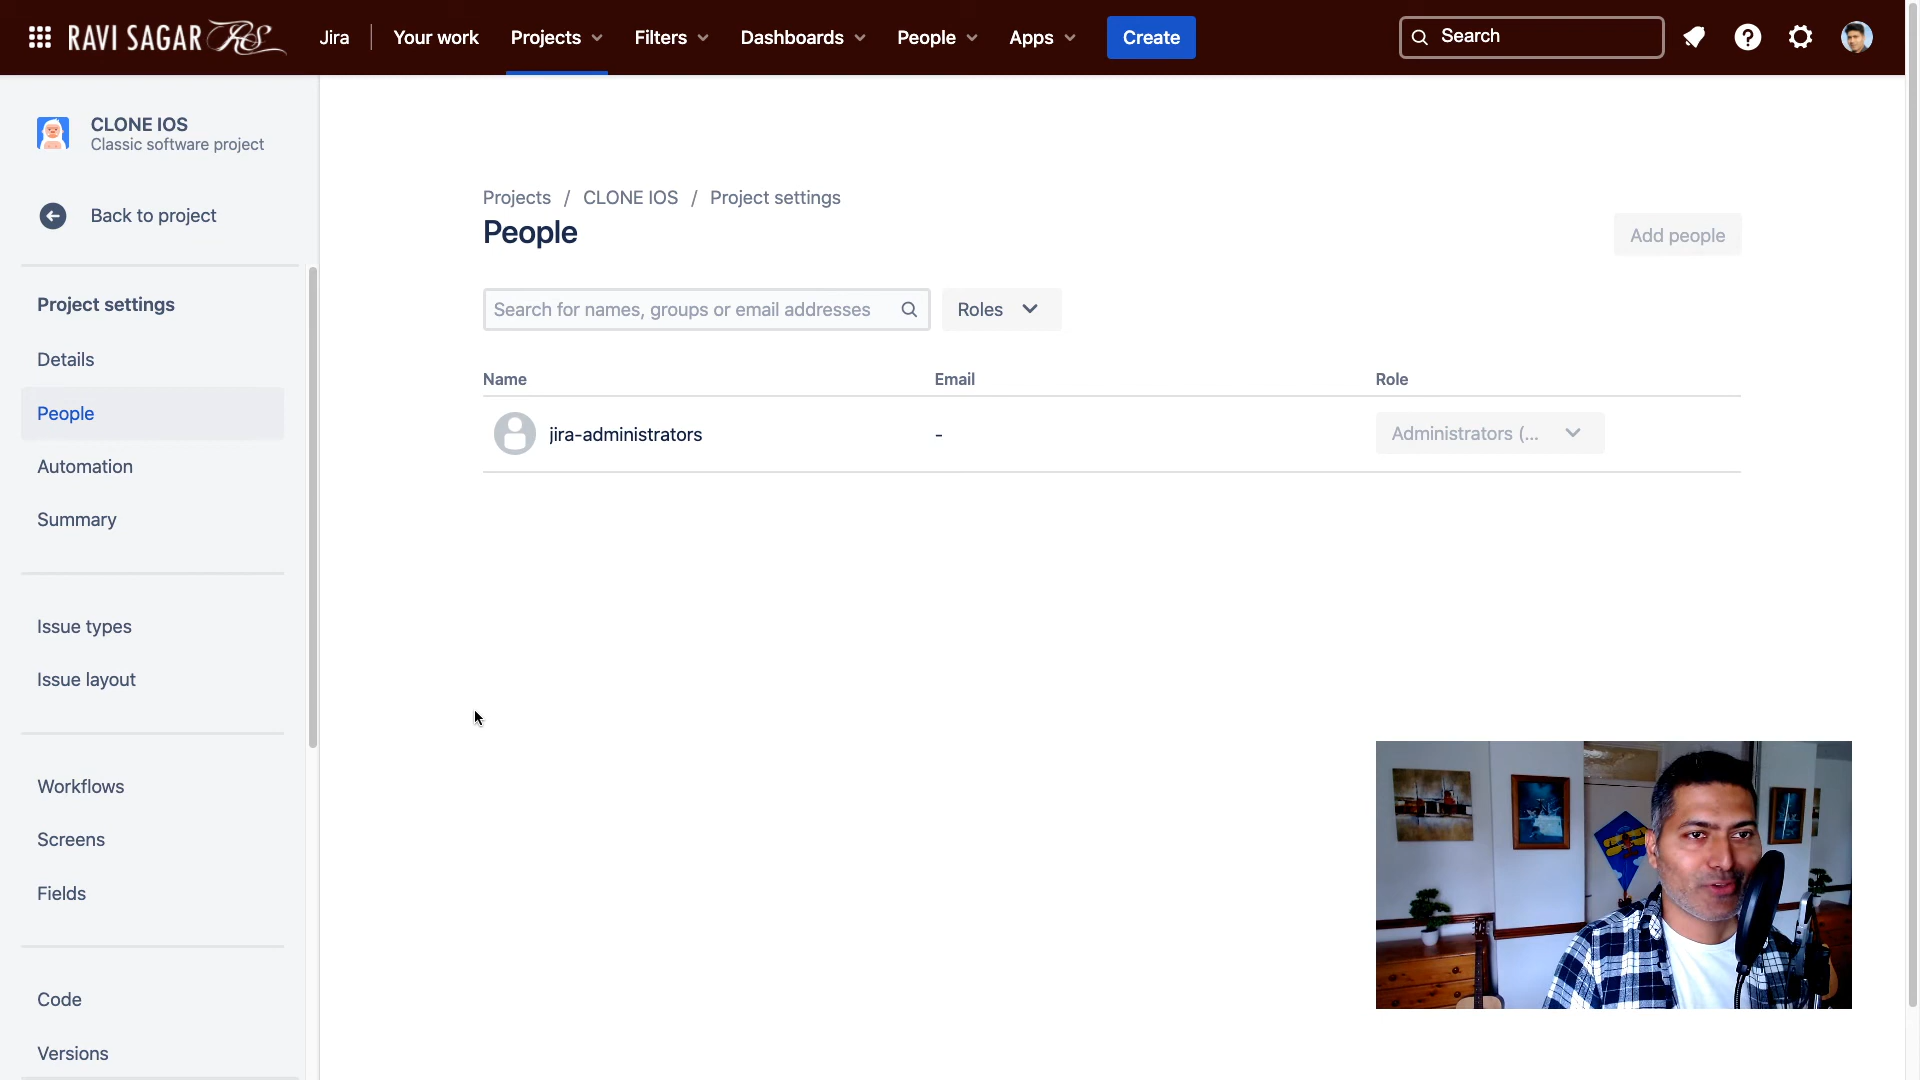 RAVI SAGAR RS
Jira
Your work
Projects
Filters
Dashboards
People
Apps
Create
Search
CLONE IOS
Classic software project
Back to project
Project settings
Details
People
Automation
Summary
Issue types
Issue layout
Workflows
Screens
Fields
Code
Versions
Projects / CLONE IOS / Project settings
People
Add people
Search for names, groups or email addresses
Roles
Name Email Role
jira-administrators - Administrators (...